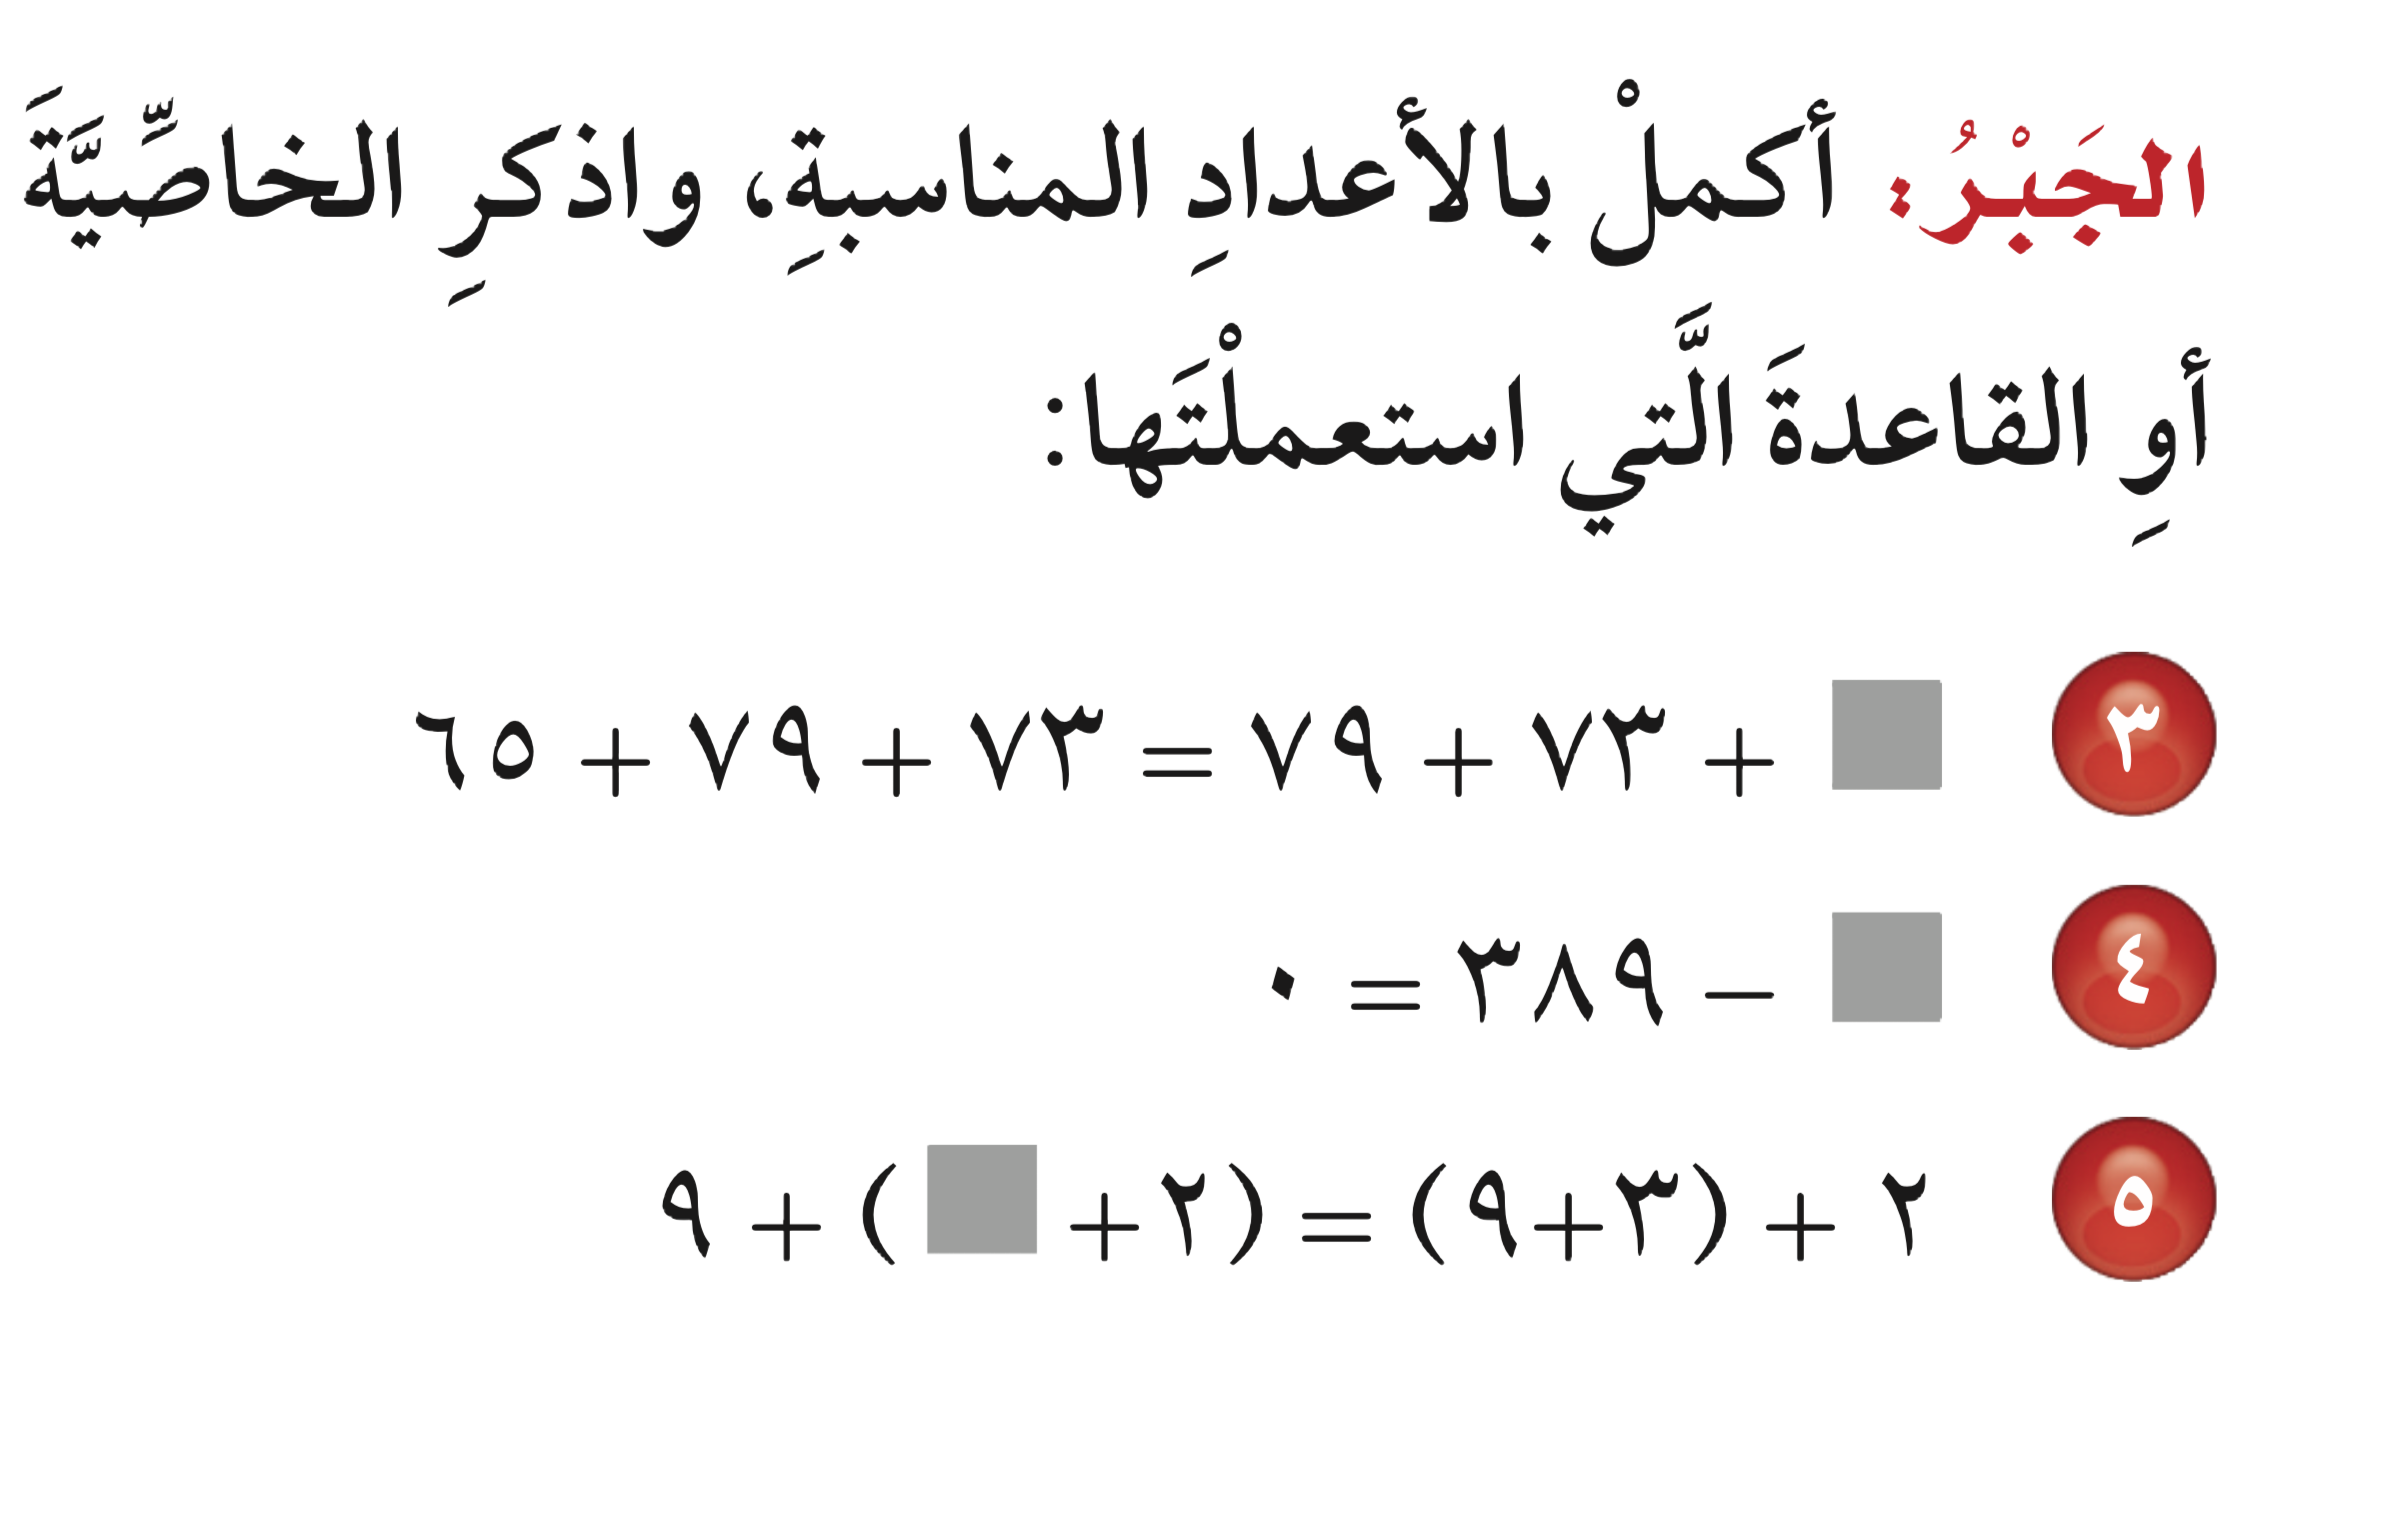 الجَبْرُ: أكملْ بالأعدادِ المناسبةِ، واذكرِ الخاصِّيَّةَ
أوِ القاعدةَ الَّتي استعملْتَها:
٣ ■ + ٧٣ + ٧٩ = ٧٣ + ٧٩ + ٦٥
٤ ■ − ٣٨٩ = ٠
٥ ٢ + (٣+٩) = (٢+ ■) + ٩